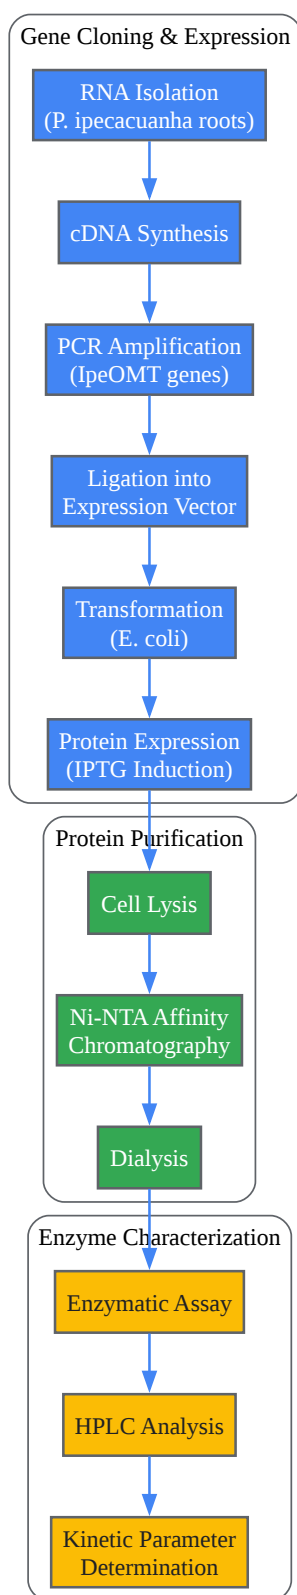 Gene Cloning & Expression
RNA Isolation
(P. ipecacuanha roots)
cDNA Synthesis
PCR Amplification
(IpeOMT genes)
Ligation into
Expression Vector
Transformation
(E. coli)
Protein Expression
(IPTG Induction)
Protein Purification
Cell Lysis
Ni-NTA Affinity
Chromatography
Dialysis
Enzyme Characterization
Enzymatic Assay
HPLC Analysis
Kinetic Parameter
Determination